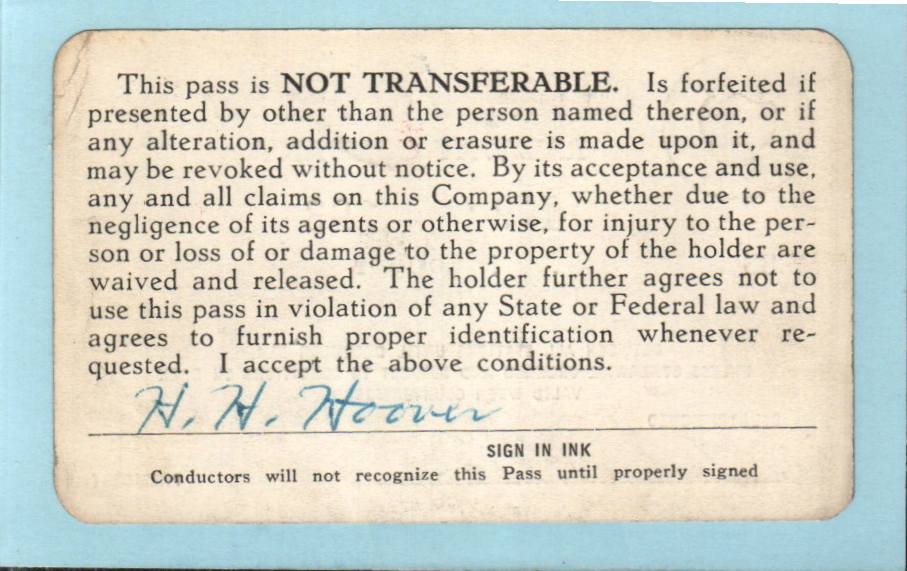 This pass is NOT TRANSFERABLE. Is forfeited if
presented by other than the person named thereon, or if
any alteration, addition or erasure is made upon it, and
may be revoked without notice. By its acceptance and use,
any and all claims on this Company, whether due to the
negligence of its agents or otherwise, for injury to the per-
son or loss of or damage to the property of the holder are
waived and released. The holder further agrees not to
use this pass in violation of any State or Federal law and
agrees to furnish proper identification whenever re-
quested. I accept the above conditions.
H. H. Hoover
SIGN IN INK
Conductors will not recognize this Pass until properly signed